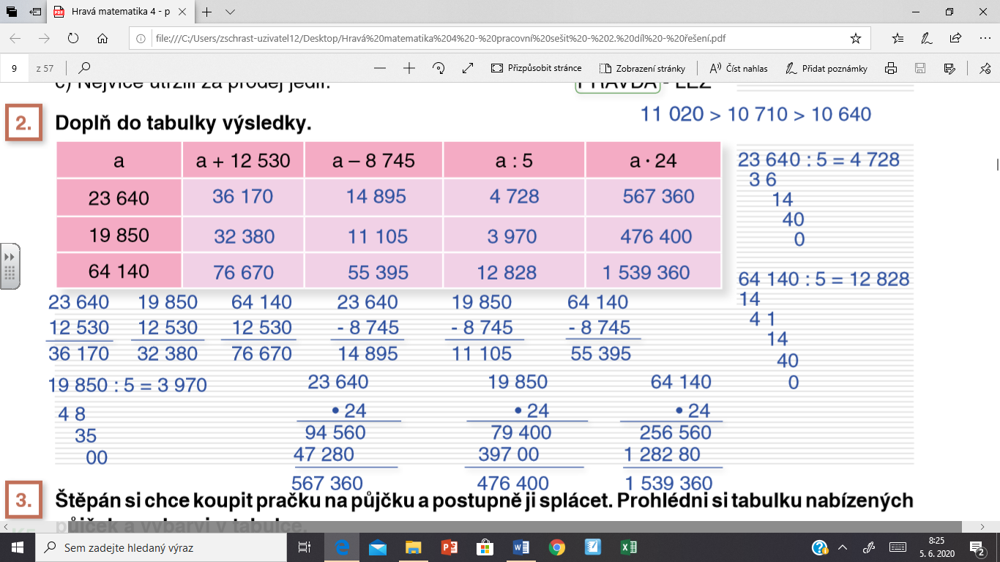 Hravá matematika 4 - p
file:///C:/Users/zschrast-uzivatel12/Desktop/Hravá%20matematika%204%20-%20pracovní%20sešit%20-%202.%20díl%20-%20řešení.pdf
9 z 57 Přizpůsobit stránce Zobrazení stránky Číst nahlas Přidat poznámky
c) Nejvíce utržili za prodej jedlí. PRAVDA - LEŽ
11 020 > 10 710 > 10 640
2. Doplň do tabulky výsledky.
a a + 12 530 a – 8 745 a : 5 a · 24
23 640 36 170 14 895 4 728 567 360
19 850 32 380 11 105 3 970 476 400
64 140 76 670 55 395 12 828 1 539 360
23 640 : 5 = 4 728
3 6
14
40
0
64 140 : 5 = 12 828
14
4 1
14
40
0
23 640 19 850 64 140 23 640 19 850 64 140
12 530 12 530 12 530 - 8 745 - 8 745 - 8 745
36 170 32 380 76 670 14 895 11 105 55 395
19 850 : 5 = 3 970
4 8
35
00
23 640 19 850 64 140
• 24 • 24 • 24
94 560 79 400 256 560
47 280 397 00 1 282 80
567 360 476 400 1 539 360
3. Štěpán si chce koupit pračku na půjčku a postupně ji splácet. Prohlédni si tabulku nabízených
půjček a vybarvi v tabulce.
Sem zadejte hledaný výraz
8:25
5. 6. 2020
2